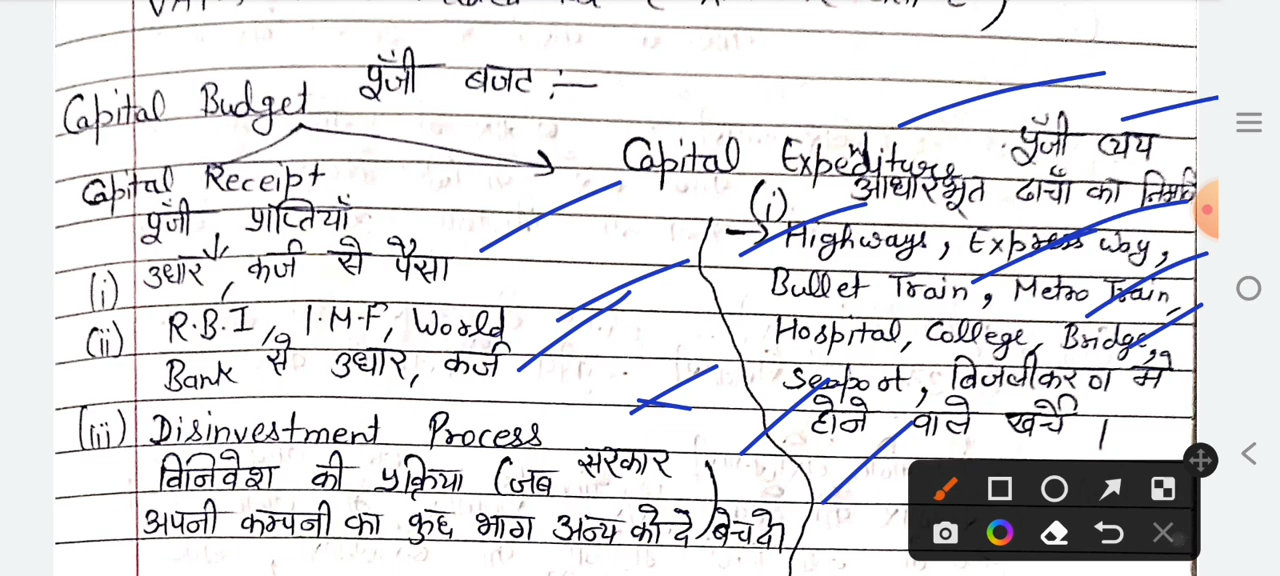 पूँजी बजट :—
Capital Budget
Capital Receipt
पूँजी प्राप्तियाँ
(i) उधार, कर्ज से पैसा
(ii) R.B.I, I.M.F, World
Bank से उधार, कर्ज
(iii) Disinvestment Process
विनिवेश की प्रक्रिया (जब सरकार
अपनी कम्पनी का कुछ भाग अन्य को दे / बेच दे)
Capital Expenditure पूँजी व्यय
(i) आधारभूत ढाचाँ का
→ Highways, Express way,
Bullet Train, Metro Train,
Hospital, College, Bridge,
Seaport, बिजलीकरण में
होने वाले खर्चे |